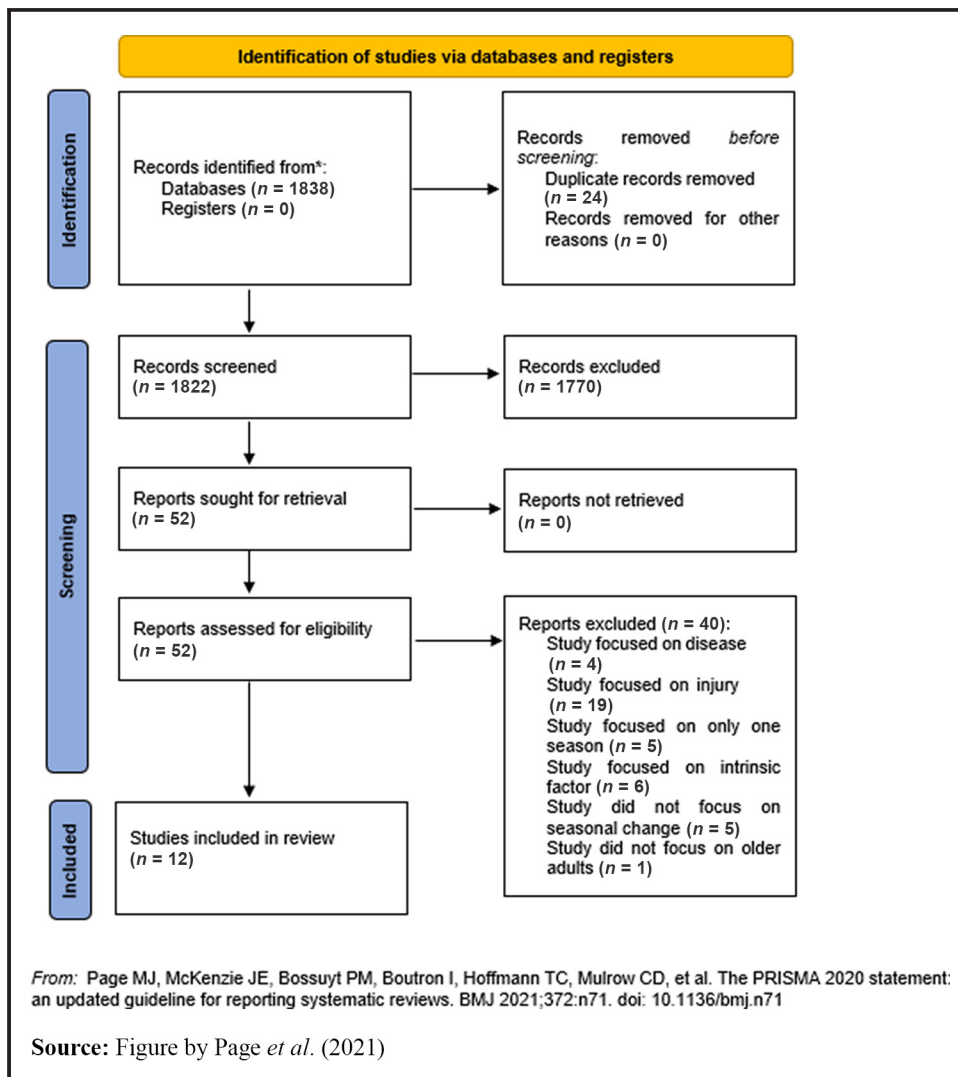 Identification of studies via databases and registers
Identification
Records identified from*:
Databases (n = 1838)
Registers (n = 0)
Records removed before
screening:
Duplicate records removed
(n = 24)
Records removed for other
reasons (n = 0)
Screening
Records screened
(n = 1822)
Records excluded
(n = 1770)
Reports sought for retrieval
(n = 52)
Reports not retrieved
(n = 0)
Reports assessed for eligibility
(n = 52)
Reports excluded (n = 40):
Study focused on disease
(n = 4)
Study focused on injury
(n = 19)
Study focused on only one
season (n = 5)
Study focused on intrinsic
factor (n = 6)
Study did not focus on
seasonal change (n = 5)
Study did not focus on older
adults (n = 1)
Included
Studies included in review
(n = 12)
From: Page MJ, McKenzie JE, Bossuyt PM, Boutron I, Hoffmann TC, Mulrow CD, et al. The PRISMA 2020 statement:
an updated guideline for reporting systematic reviews. BMJ 2021;372:n71. doi: 10.1136/bmj.n71
Source: Figure by Page et al. (2021)